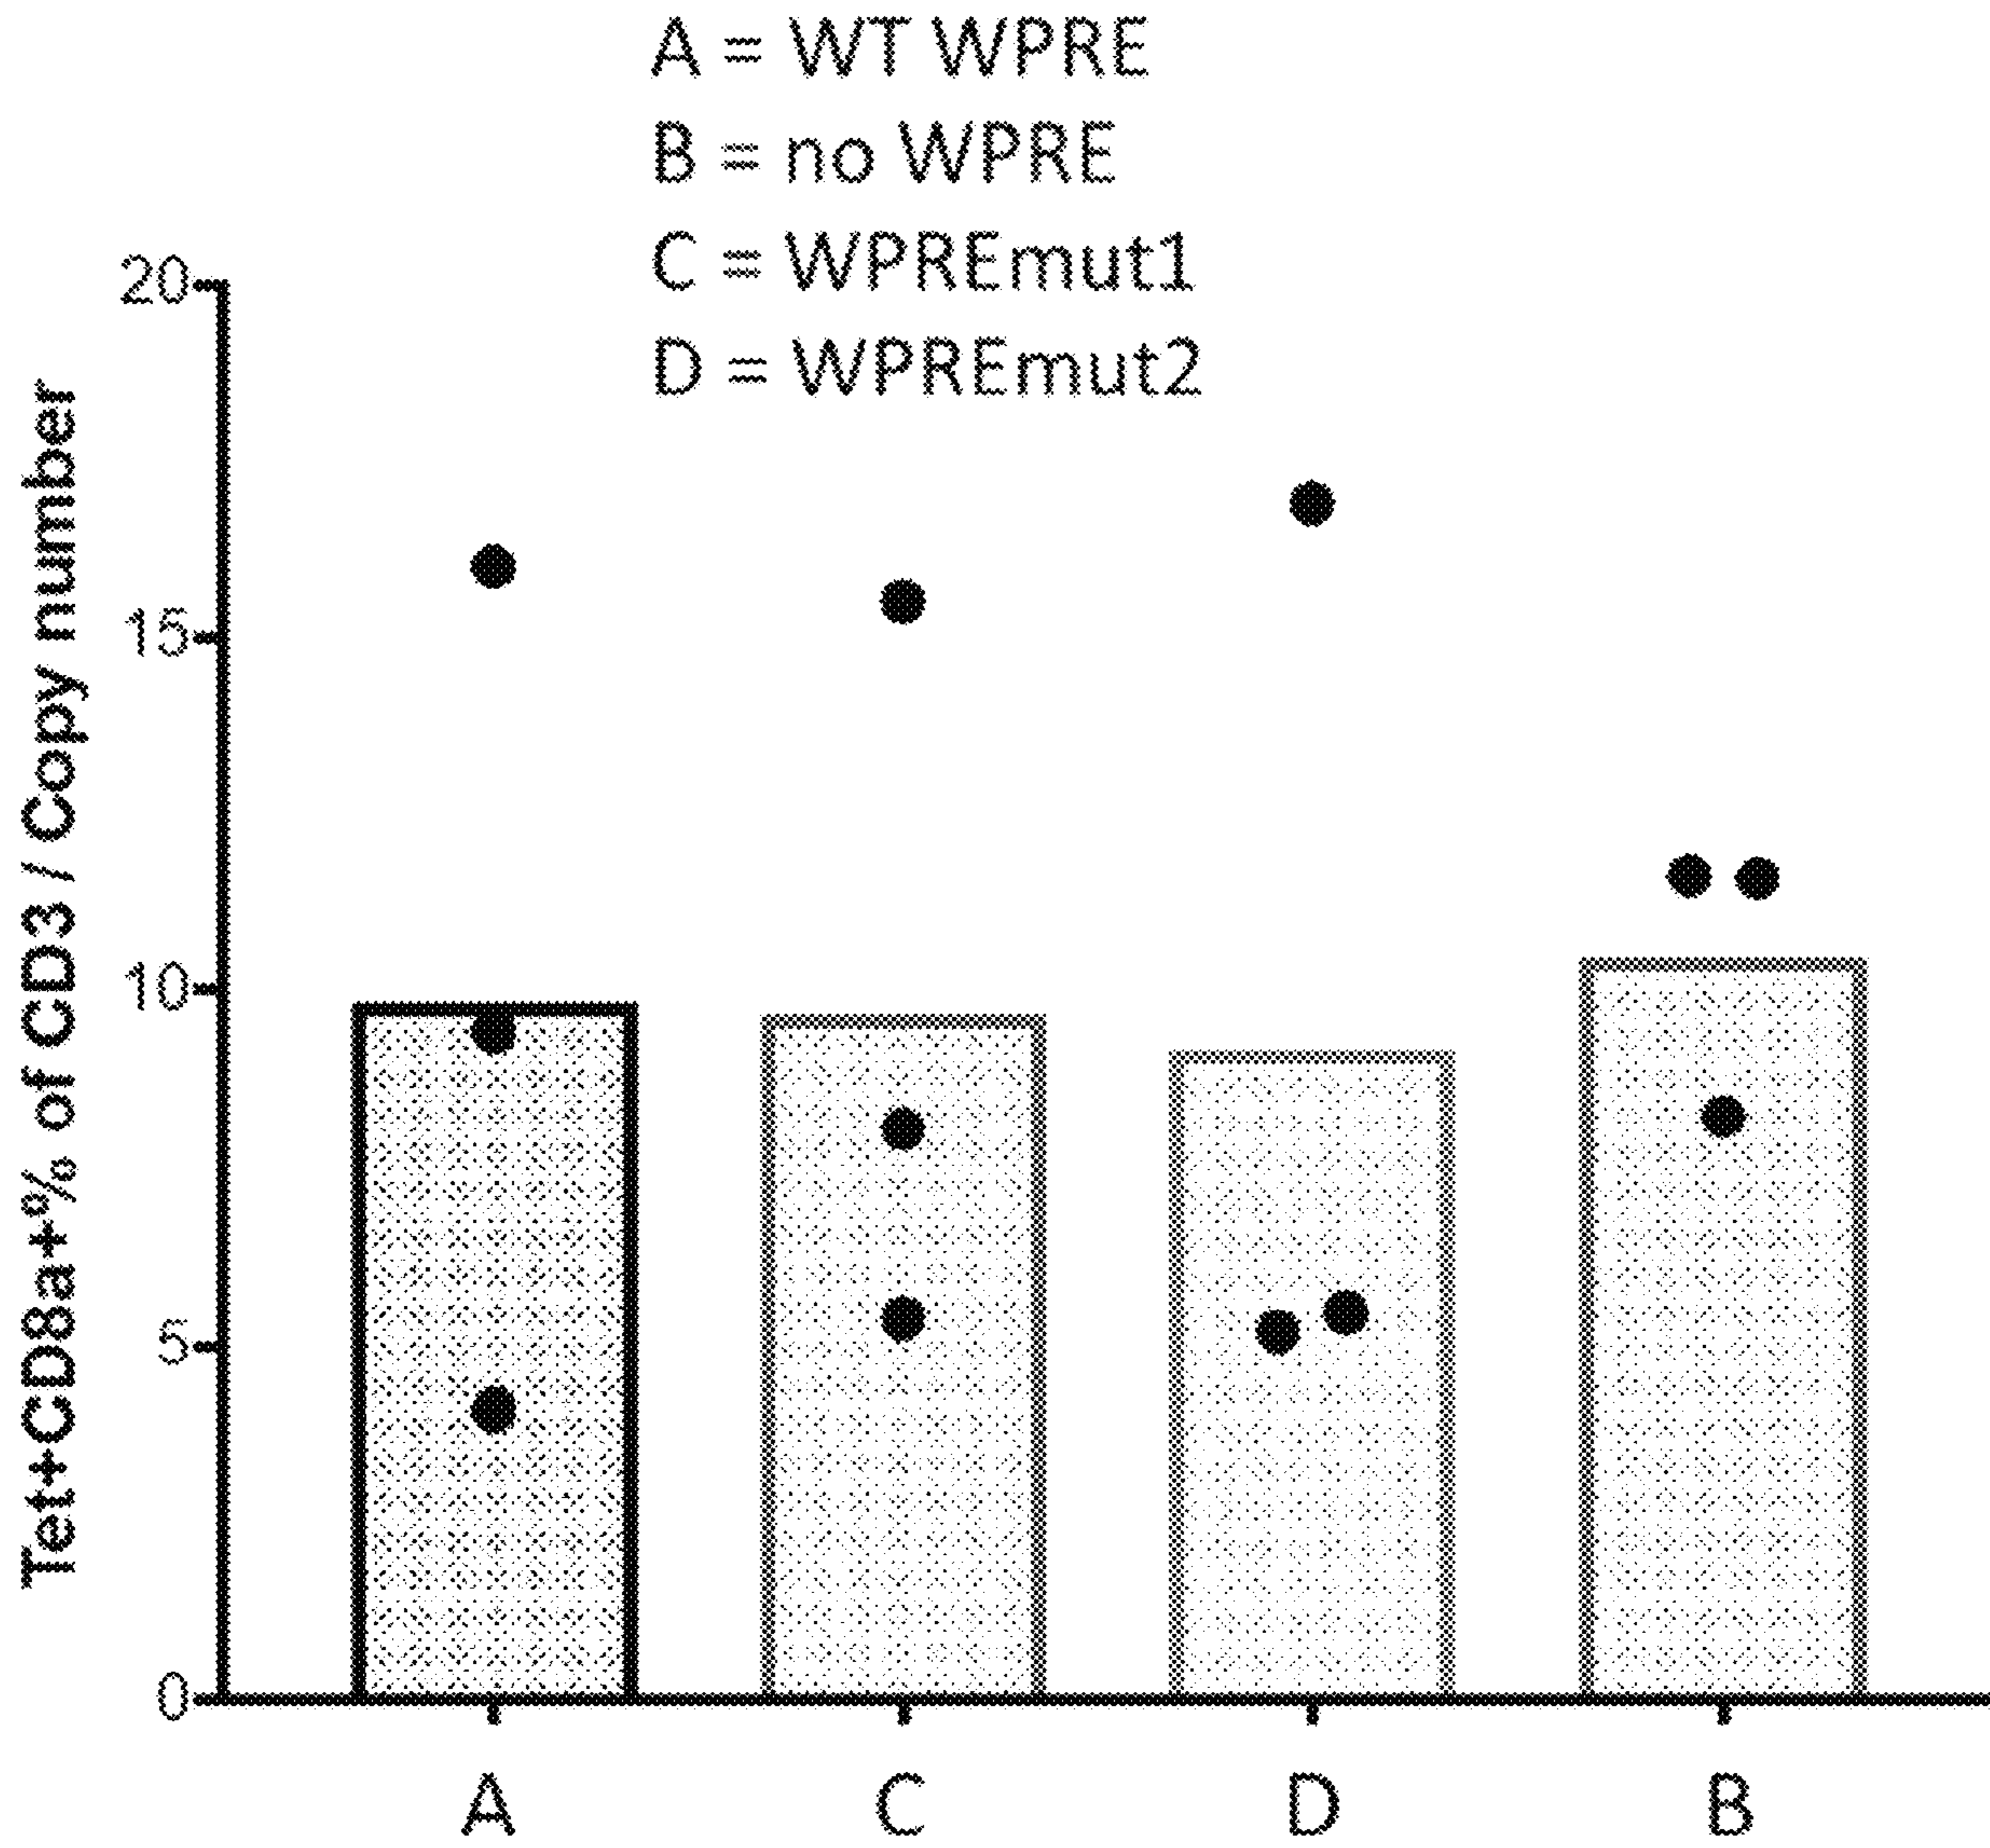 A = WT WPRE
B = no WPRE
C = WPREmut1
D = WPREmut2
Tet+CD8a+% of CD3 / Copy number
20
15
10
5
0
A
C
D
B